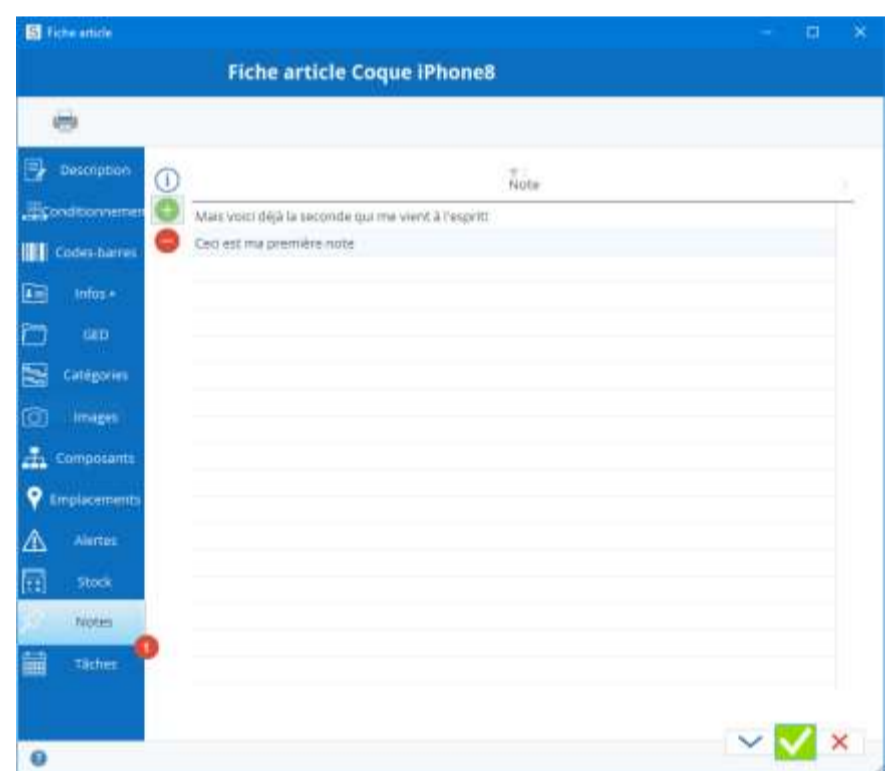 Fiche article
Fiche article Coque iPhone8
Description
Conditionnemen
Codes-barres
Infos +
GED
Catégories
Images
Composants
Emplacements
Alertes
Stock
Notes
Tâches
1
Note
Mais voici déjà la seconde qui me vient à l'esprit!
Ceci est ma première note